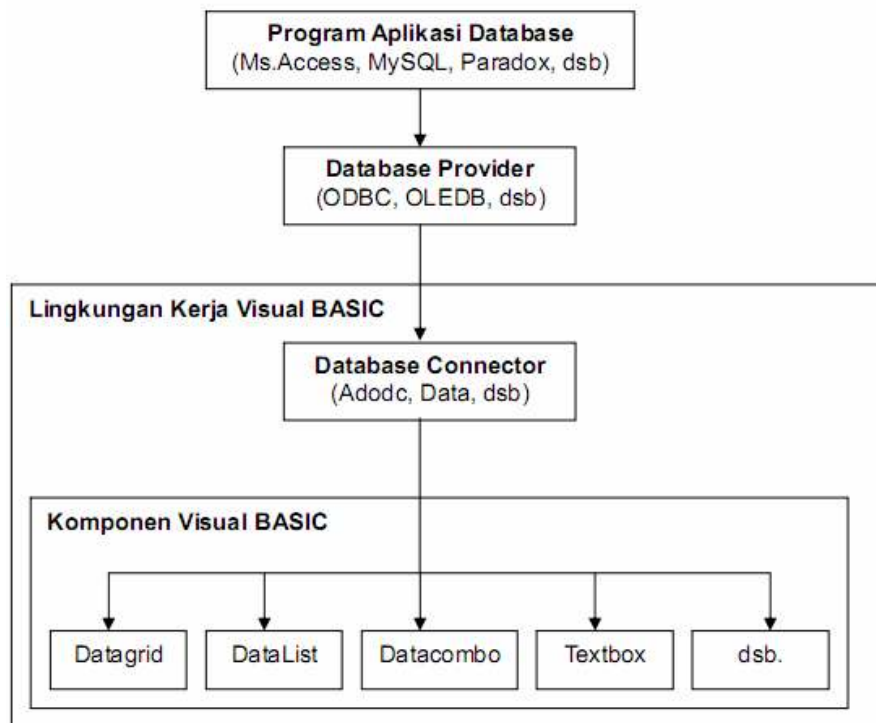 Program Aplikasi Database
(Ms.Access, MySQL, Paradox, dsb)
Database Provider
(ODBC, OLEDB, dsb)
Lingkungan Kerja Visual BASIC
Database Connector
(Adodc, Data, dsb)
Komponen Visual BASIC
Datagrid
DataList
Datacombo
Textbox
dsb.